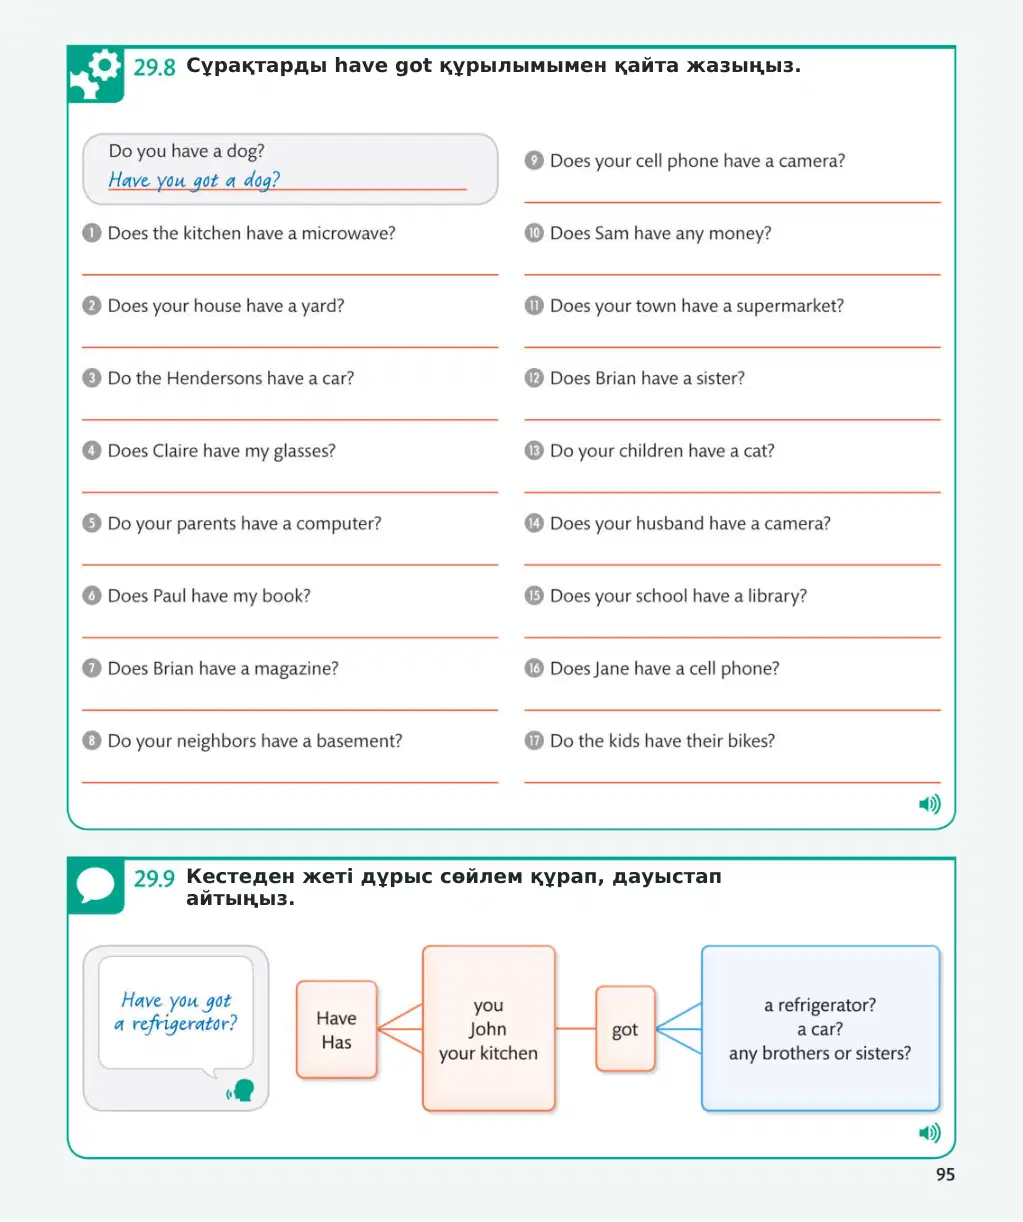 29.8 Сұрақтарды have got құрылымымен қайта жазыңыз.
Do you have a dog?
Have you got a dog?
1 Does the kitchen have a microwave?
2 Does your house have a yard?
3 Do the Hendersons have a car?
4 Does Claire have my glasses?
5 Do your parents have a computer?
6 Does Paul have my book?
7 Does Brian have a magazine?
8 Do your neighbors have a basement?
9 Does your cell phone have a camera?
10 Does Sam have any money?
11 Does your town have a supermarket?
12 Does Brian have a sister?
13 Do your children have a cat?
14 Does your husband have a camera?
15 Does your school have a library?
16 Does Jane have a cell phone?
17 Do the kids have their bikes?
29.9 Кестеден жеті дұрыс сөйлем құрап, дауыстап
айтыңыз.
Have you got
a refrigerator?
Have
Has
you
John
your kitchen
got
a refrigerator?
a car?
any brothers or sisters?
95